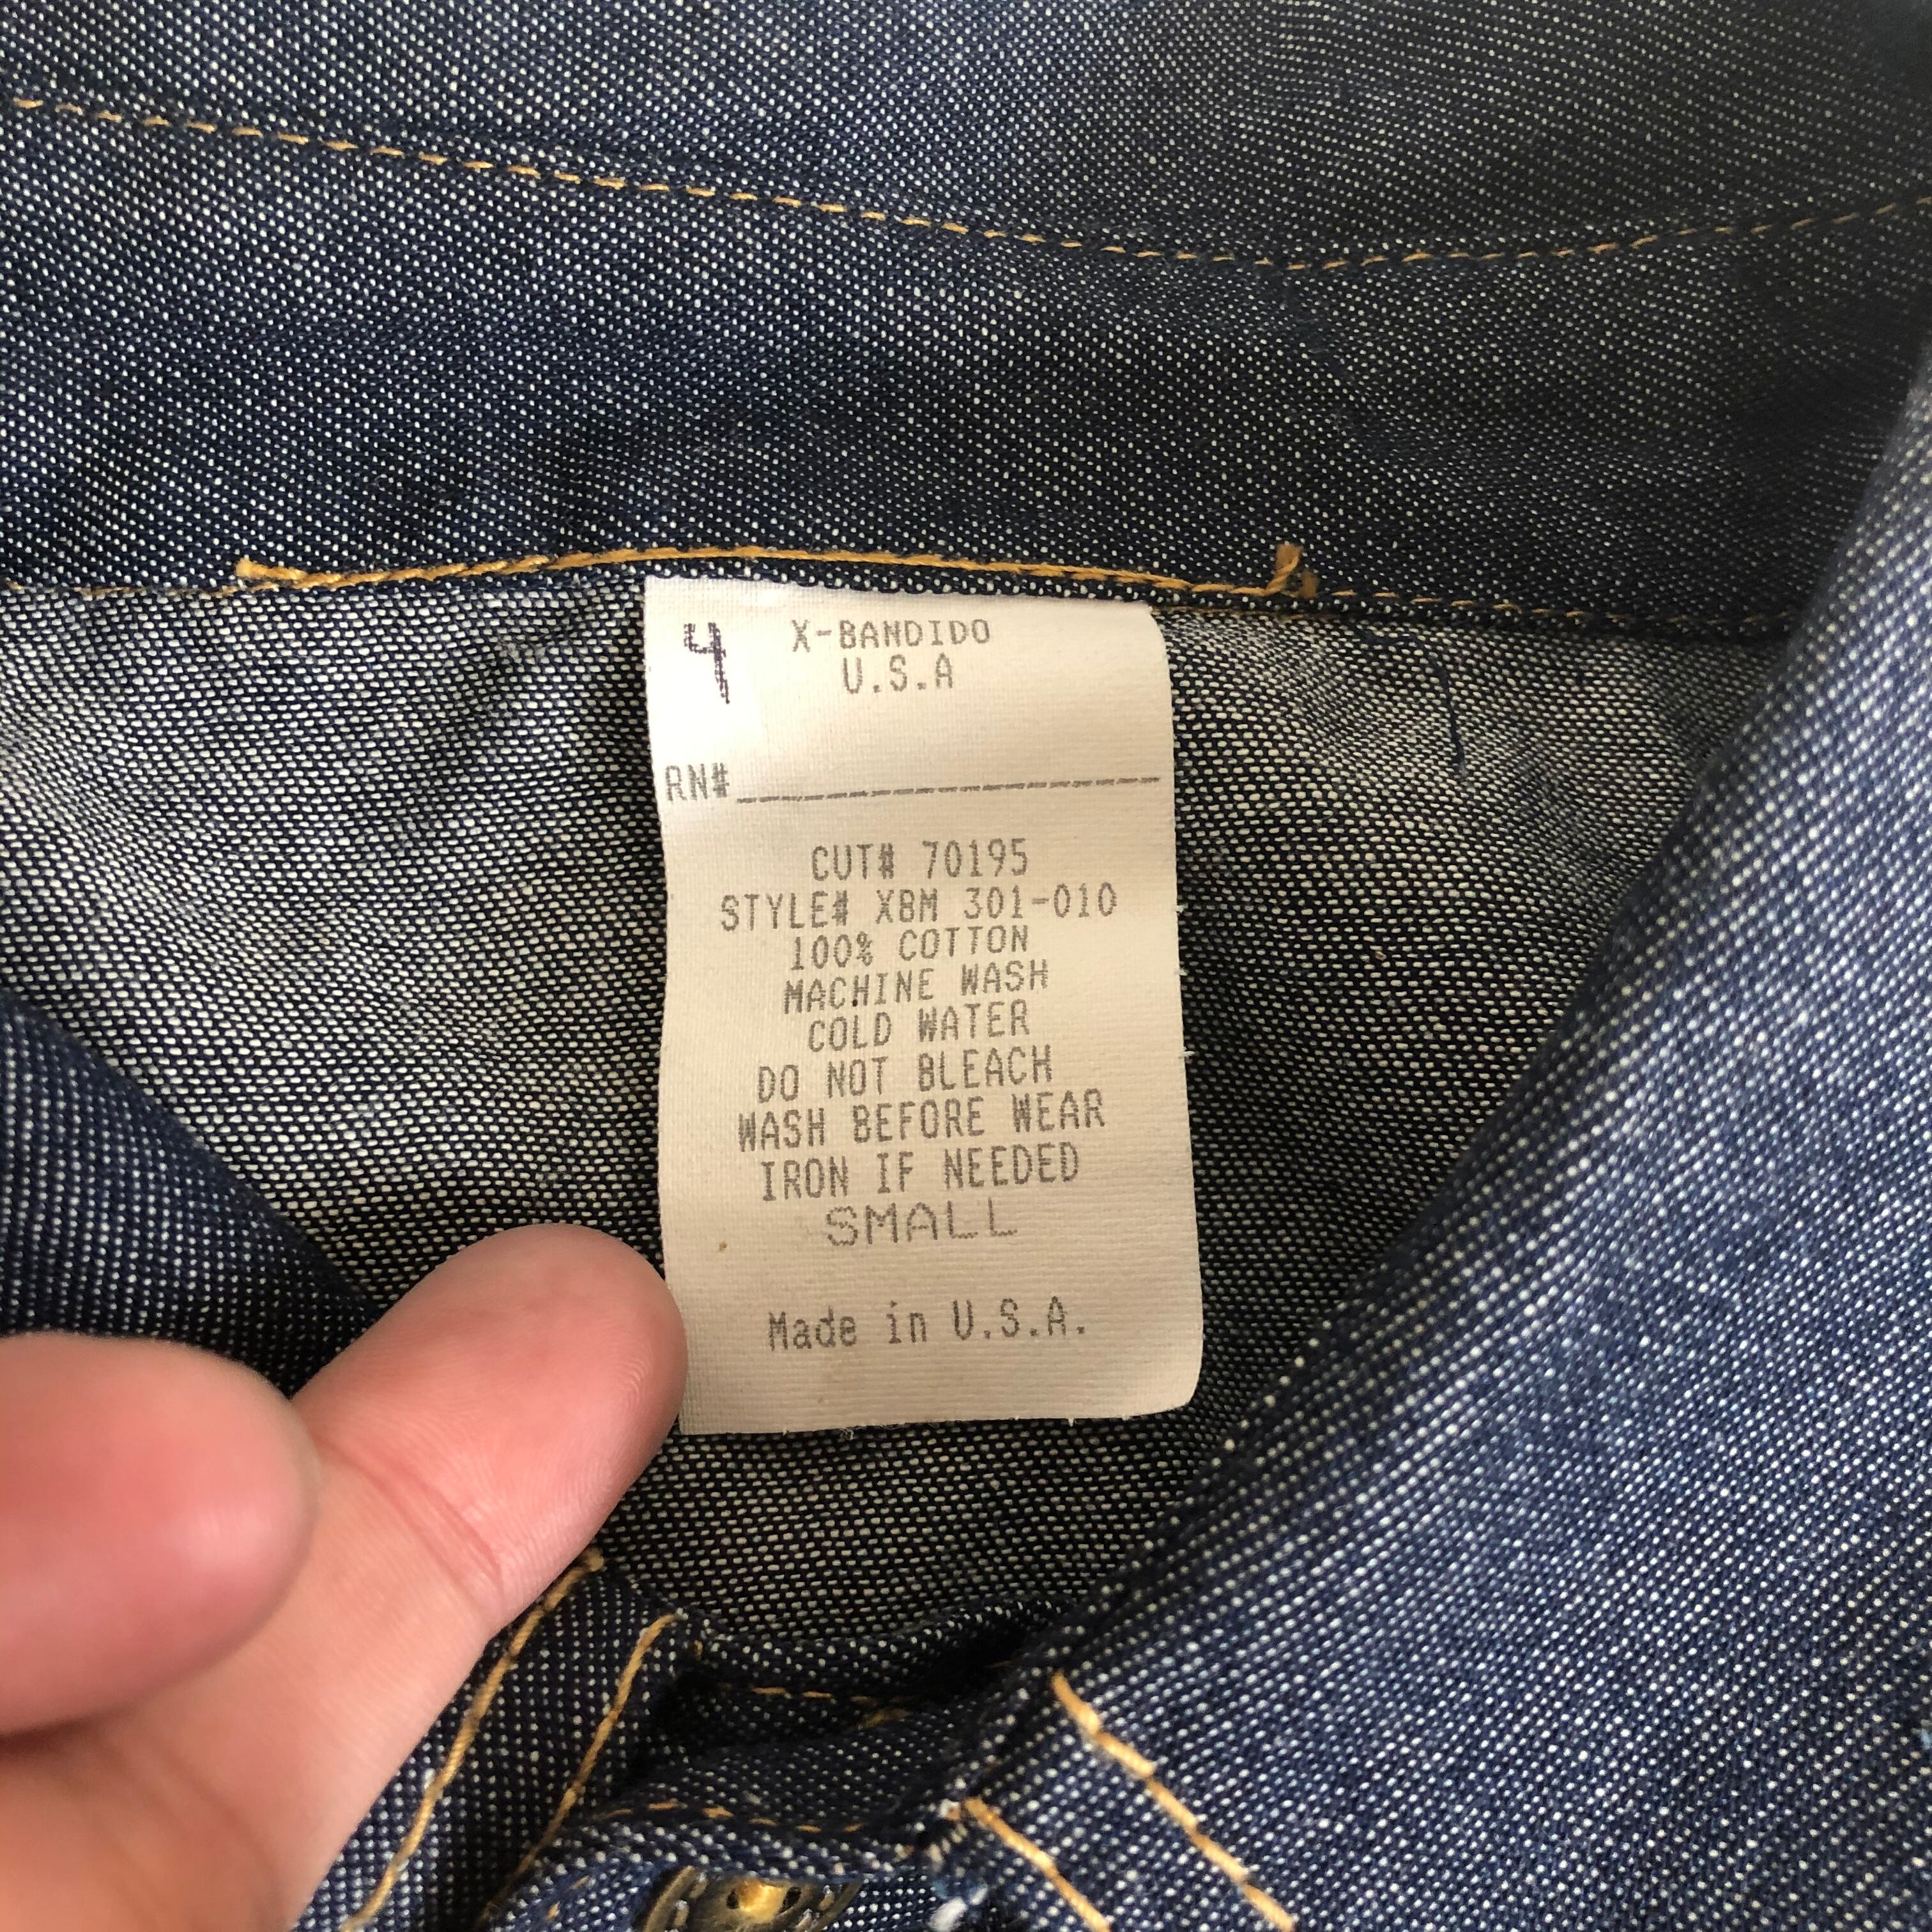 4 X-BANDIDO
U.S.A
RN#
CUT# 70195
STYLE# XBM 301-010
100% COTTON
MACHINE WASH
COLD WATER
DO NOT BLEACH
WASH BEFORE WEAR
IRON IF NEEDED
SMALL
Made in U.S.A.